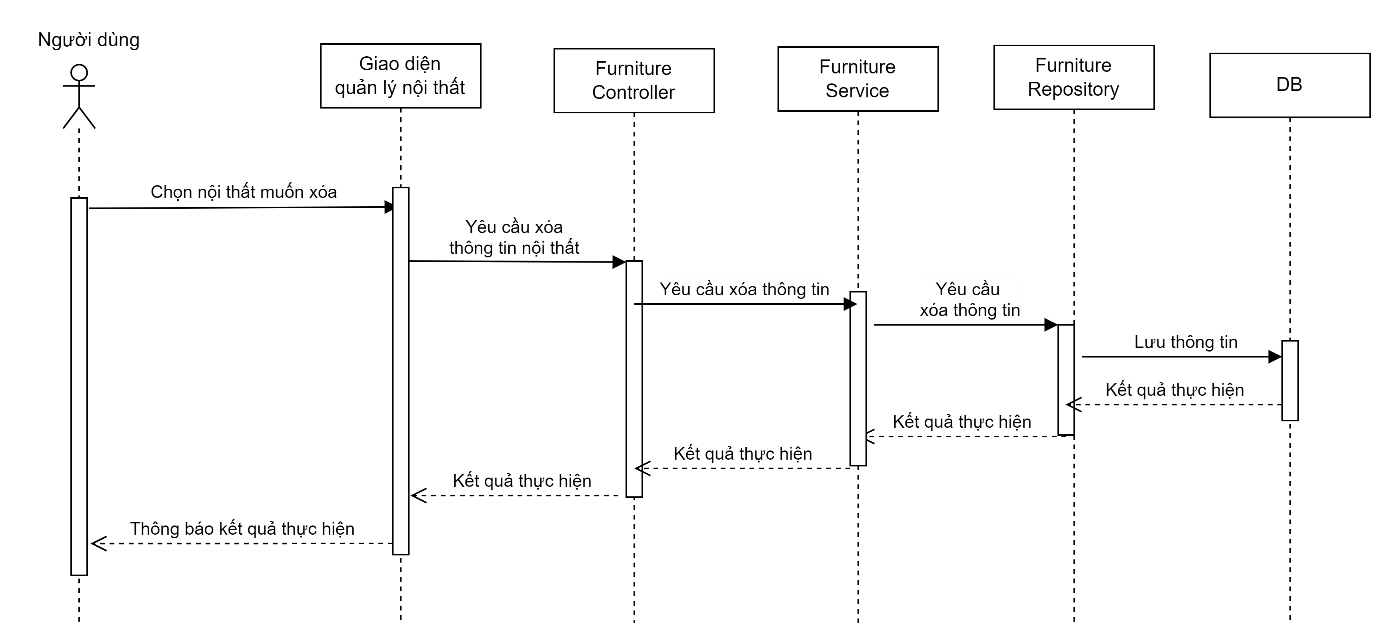 Người dùng
Giao diện
quản lý nội thất
Furniture
Controller
Furniture
Service
Furniture
Repository
DB
Chọn nội thất muốn xóa
Yêu cầu xóa
thông tin nội thất
Yêu cầu xóa thông tin
Yêu cầu
xóa thông tin
Lưu thông tin
Kết quả thực hiện
Kết quả thực hiện
Kết quả thực hiện
Kết quả thực hiện
Thông báo kết quả thực hiện